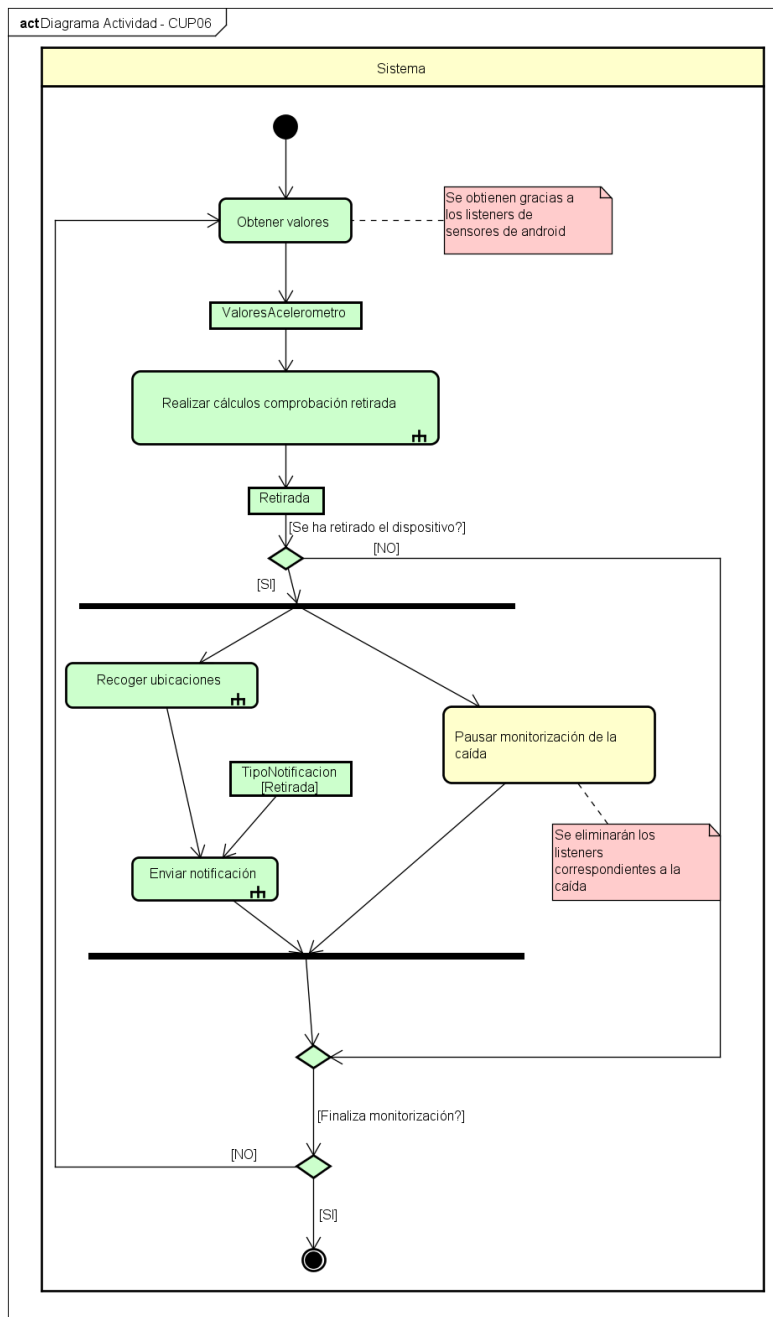 actDiagrama Actividad - CUP06
Sistema
Obtener valores
Se obtienen gracias a
los listeners de
sensores de android
ValoresAcelerometro
Realizar cálculos comprobación retirada
Retirada
[Se ha retirado el dispositivo?]
[NO]
[SI]
Recoger ubicaciones
Pausar monitorización de la
caída
TipoNotificacion
[Retirada]
Se eliminarán los
listeners
correspondientes a la
caída
Enviar notificación
[Finaliza monitorización?]
[NO]
[SI]